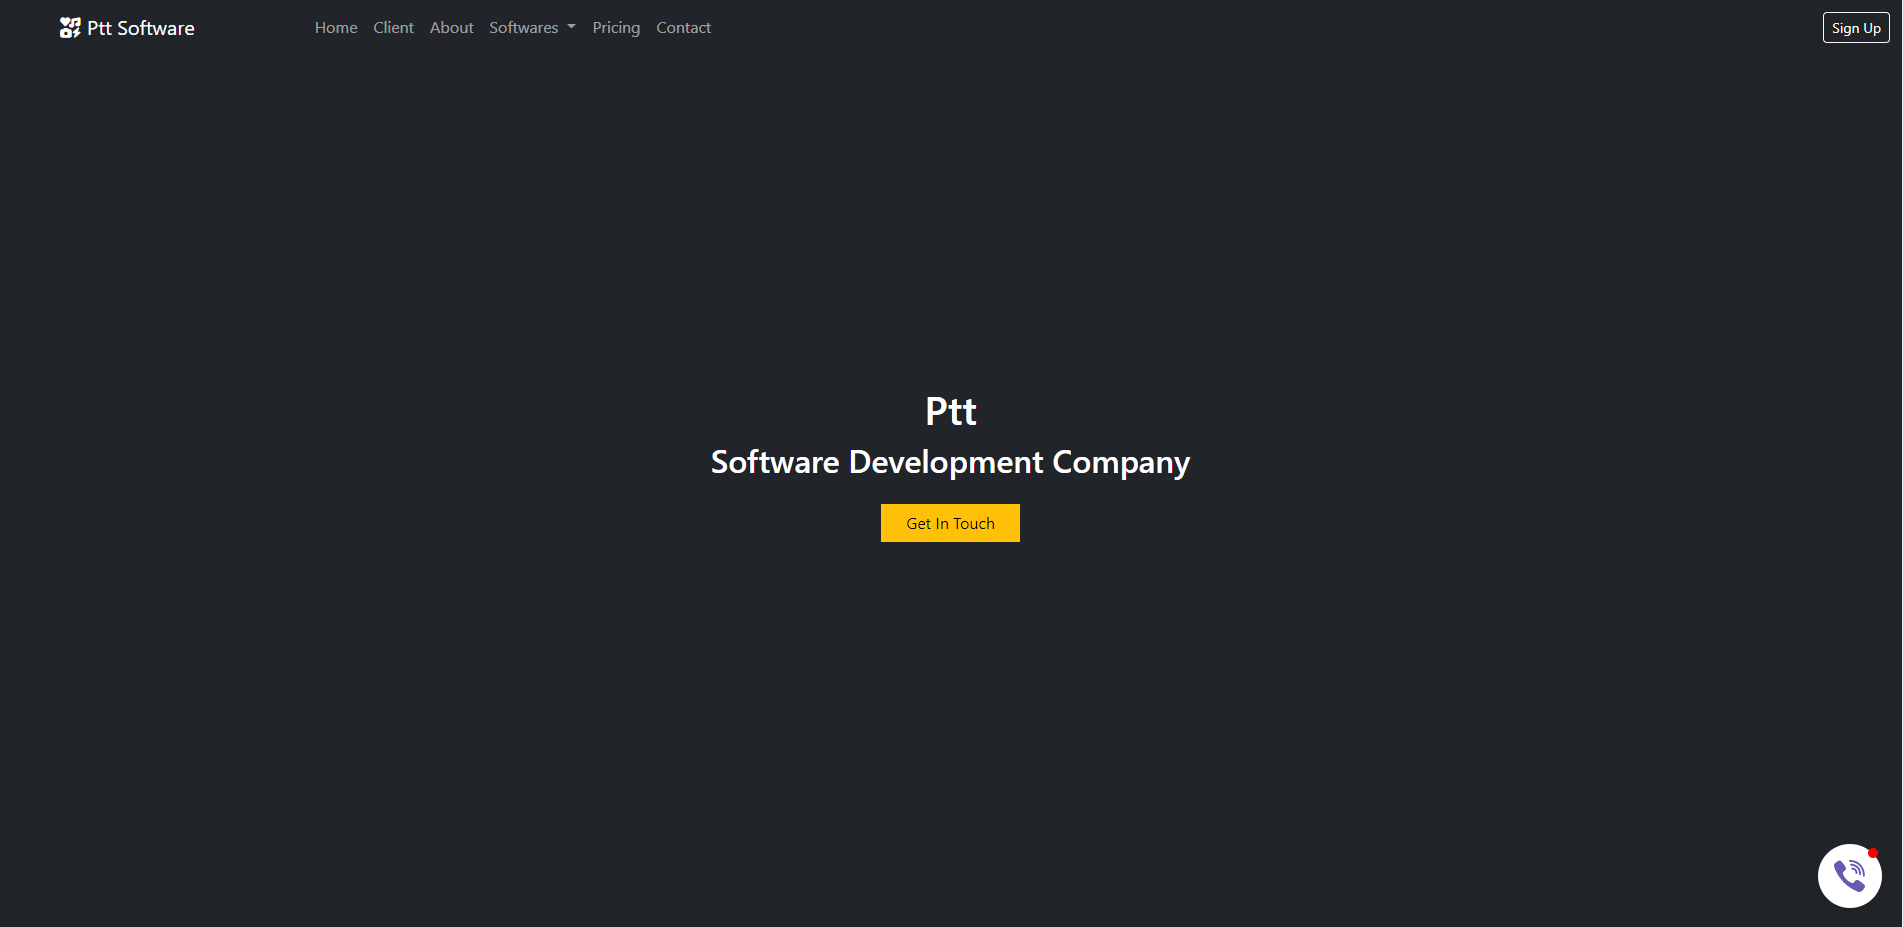 Ptt Software Home Client About Softwares Pricing Contact Sign Up
Ptt
Software Development Company
Get In Touch